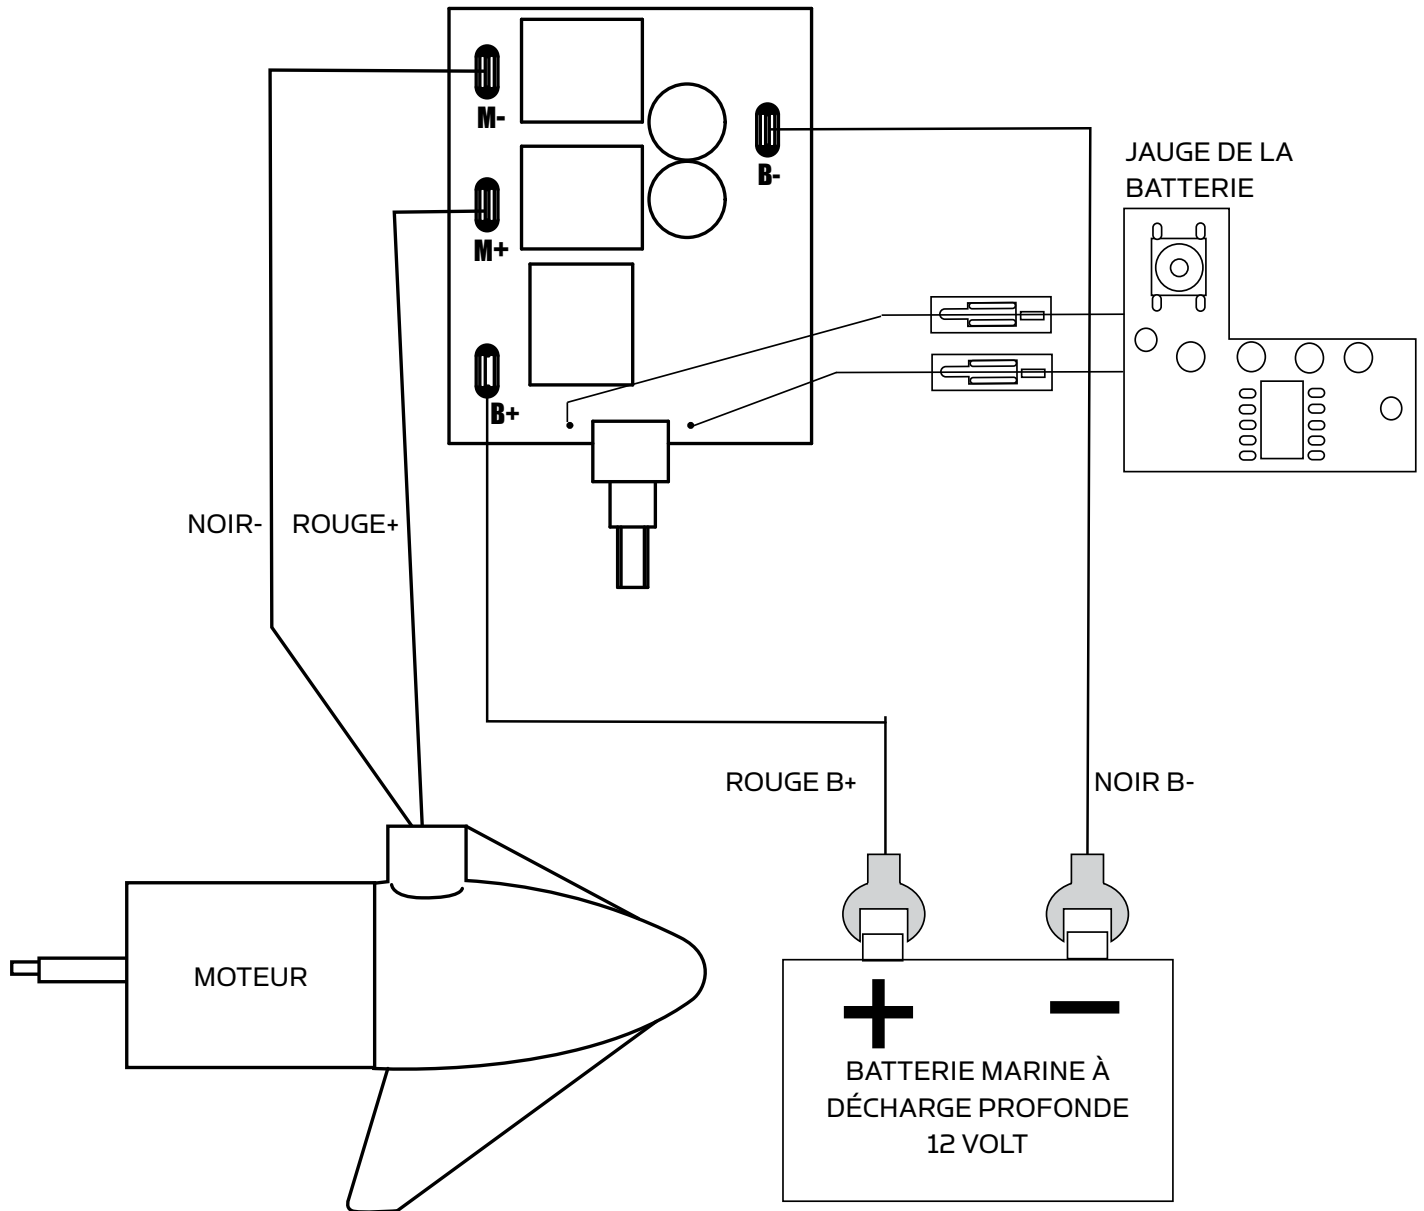 M-
B-
JAUGE DE LA
BATTERIE
M+
B+
NOIR-
ROUGE+
ROUGE B+
NOIR B-
MOTEUR
BATTERIE MARINE À
DÉCHARGE PROFONDE
12 VOLT